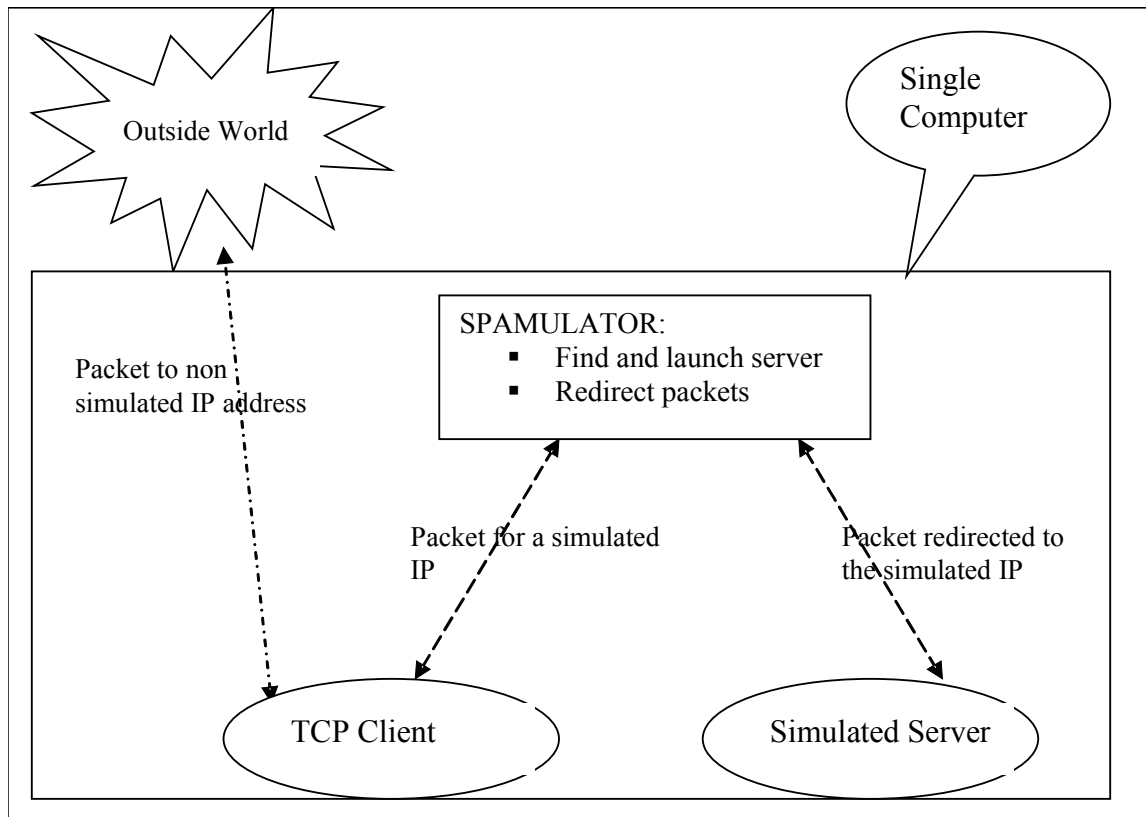 Outside World
Single
Computer
SPAMULATOR:
▪ Find and launch server
▪ Redirect packets
Packet to non
simulated IP address
Packet for a simulated
IP
Packet redirected to
the simulated IP
TCP Client
Simulated Server